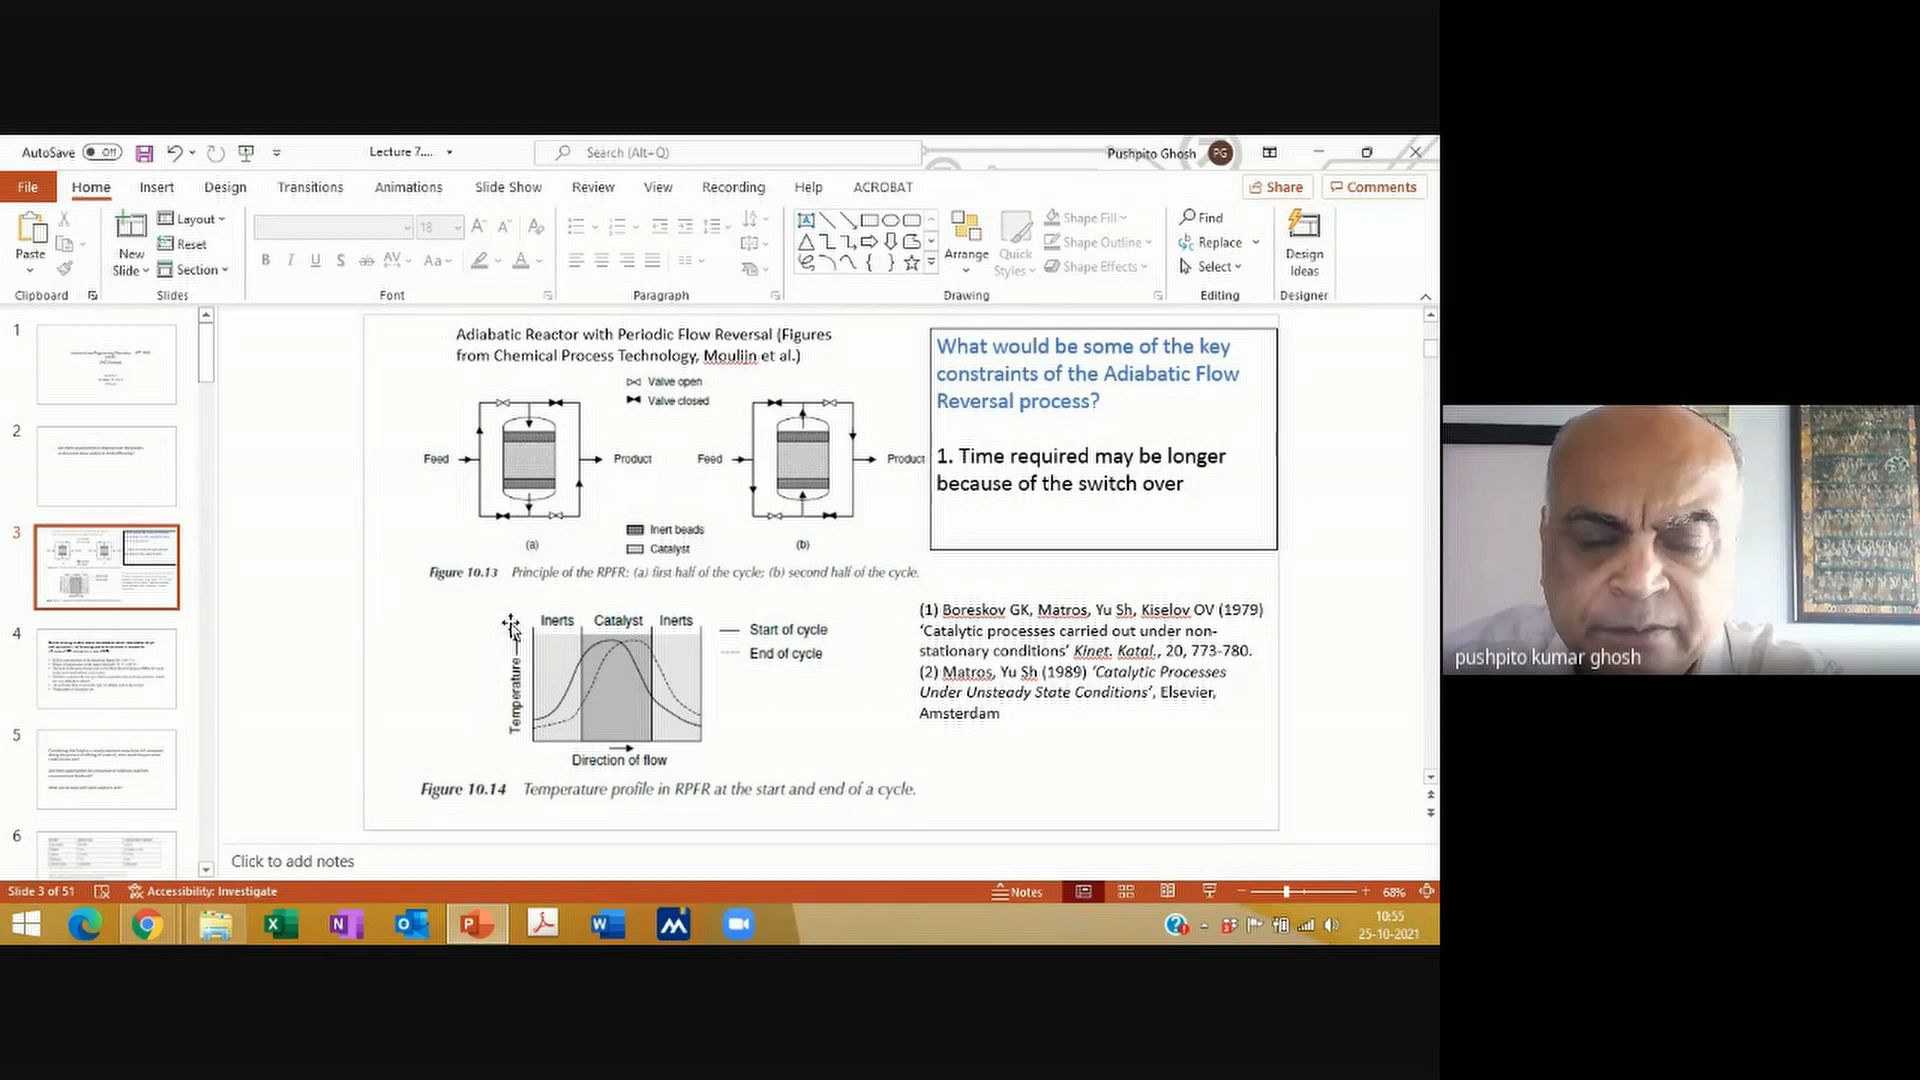 AutoSave Off Lecture 7.... Search (Alt+Q) Pushpito Ghosh PG
File Home Insert Design Transitions Animations Slide Show Review View Recording Help ACROBAT Share Comments
Paste New Slide Layout Reset Section 18 Arrange Quick Styles Shape Fill Shape Outline Shape Effects Find Replace Select Design Ideas
Clipboard Slides Font Paragraph Drawing Editing Designer
1
2
3
4
5
6
Adiabatic Reactor with Periodic Flow Reversal (Figures
from Chemical Process Technology, Moulijn et al.)
Valve open
Valve closed
Feed Product Feed Product
Inert beads
Catalyst
(a) (b)
Figure 10.13 Principle of the RPFR: (a) first half of the cycle; (b) second half of the cycle.
Inerts Catalyst Inerts
Start of cycle
End of cycle
Temperature
Direction of flow
Figure 10.14 Temperature profile in RPFR at the start and end of a cycle.
What would be some of the key
constraints of the Adiabatic Flow
Reversal process?
1. Time required may be longer
because of the switch over
(1) Boreskov GK, Matros, Yu Sh, Kiselov OV (1979)
‘Catalytic processes carried out under non-
stationary conditions’ Kinet. Katal., 20, 773-780.
(2) Matros, Yu Sh (1989) ‘Catalytic Processes
Under Unsteady State Conditions’, Elsevier,
Amsterdam
Click to add notes
Slide 3 of 51 Accessibility: Investigate Notes 68%
10:55
25-10-2021
pushpito kumar ghosh